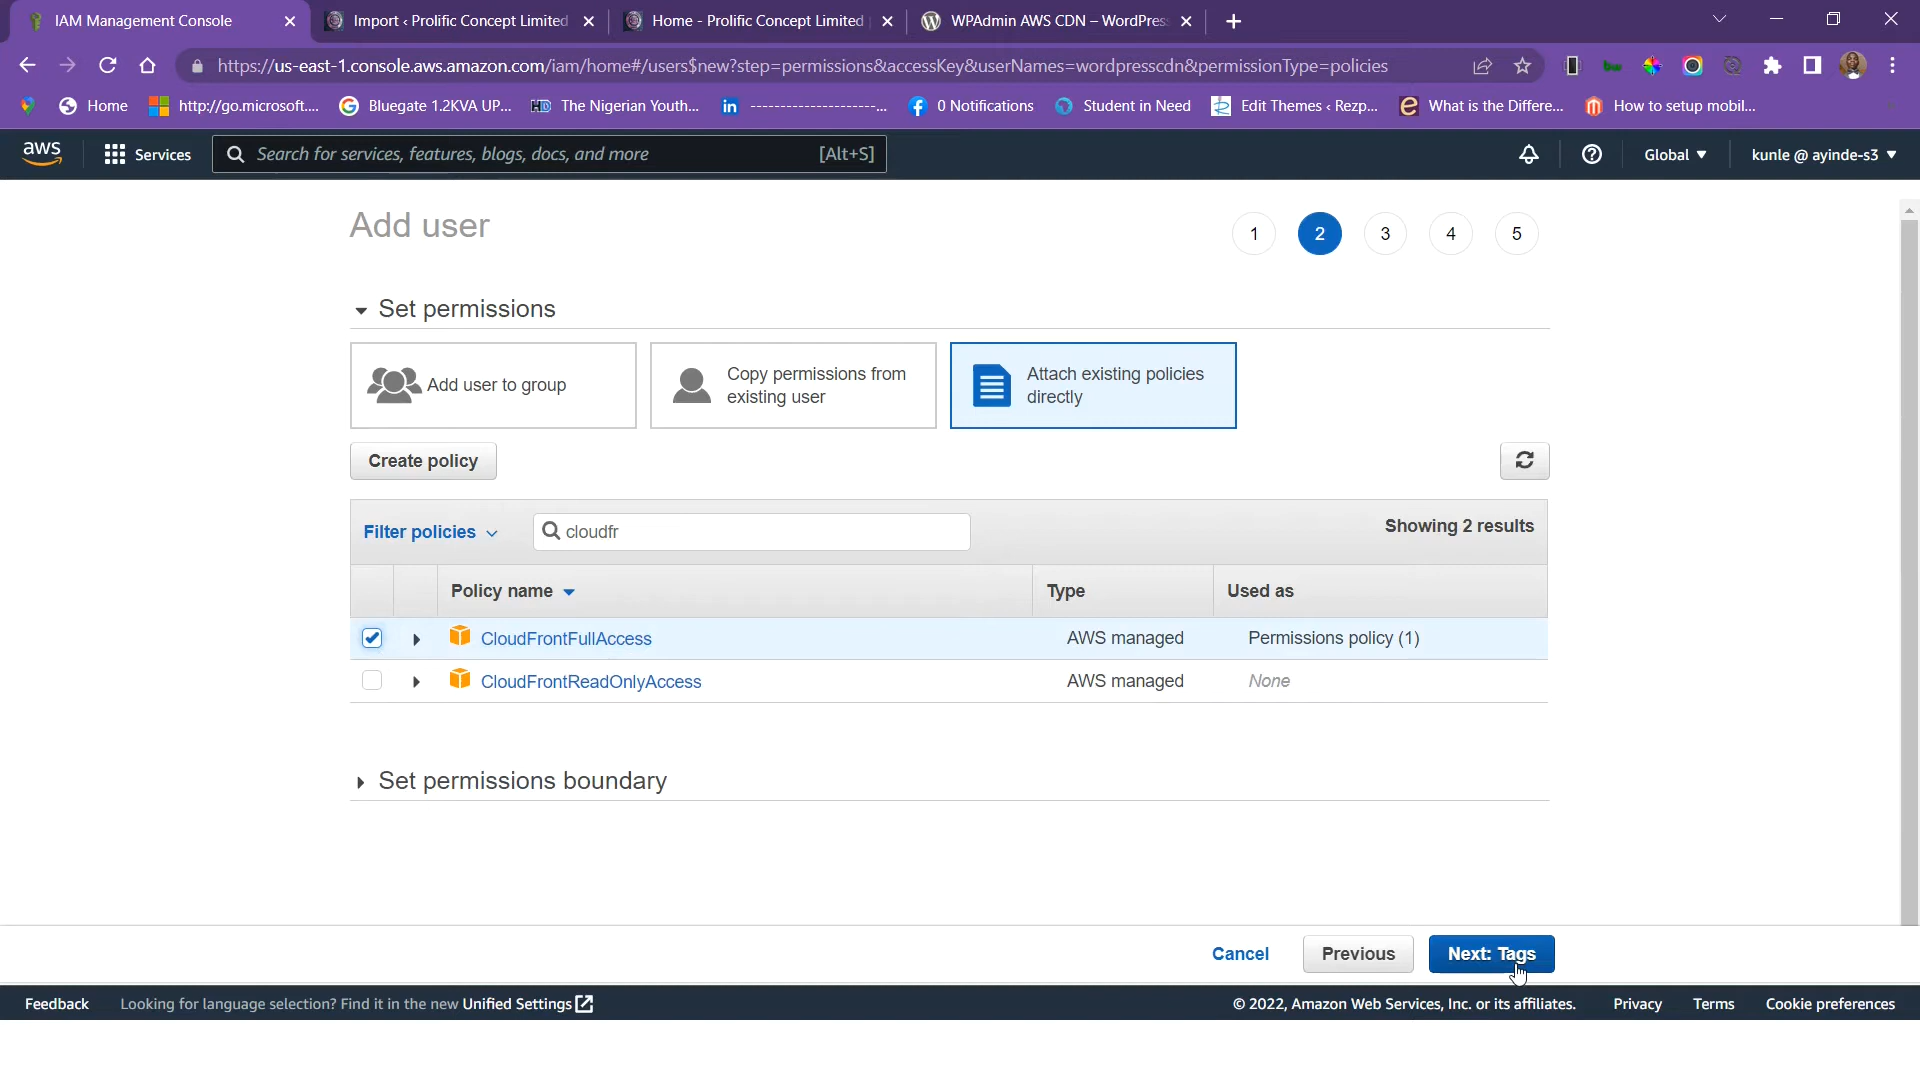 IAM Management Console
Import ‹ Prolific Concept Limited
Home - Prolific Concept Limited
WPAdmin AWS CDN – WordPress
https://us-east-1.console.aws.amazon.com/iam/home#/users$new?step=permissions&accessKey&userNames=wordpresscdn&permissionType=policies
Home
http://go.microsoft....
Bluegate 1.2KVA UP...
The Nigerian Youth...
----------------------...
0 Notifications
Student in Need
Edit Themes ‹ Rezp...
What is the Differe...
How to setup mobil...
aws
Services
Search for services, features, blogs, docs, and more
[Alt+S]
Global
kunle @ ayinde-s3
Add user
1
2
3
4
5
Set permissions
Add user to group
Copy permissions from
existing user
Attach existing policies
directly
Create policy
Filter policies
cloudfr
Showing 2 results
Policy name
Type
Used as
CloudFrontFullAccess
AWS managed
Permissions policy (1)
CloudFrontReadOnlyAccess
AWS managed
None
Set permissions boundary
Cancel
Previous
Next: Tags
Feedback
Looking for language selection? Find it in the new Unified Settings
© 2022, Amazon Web Services, Inc. or its affiliates.
Privacy
Terms
Cookie preferences